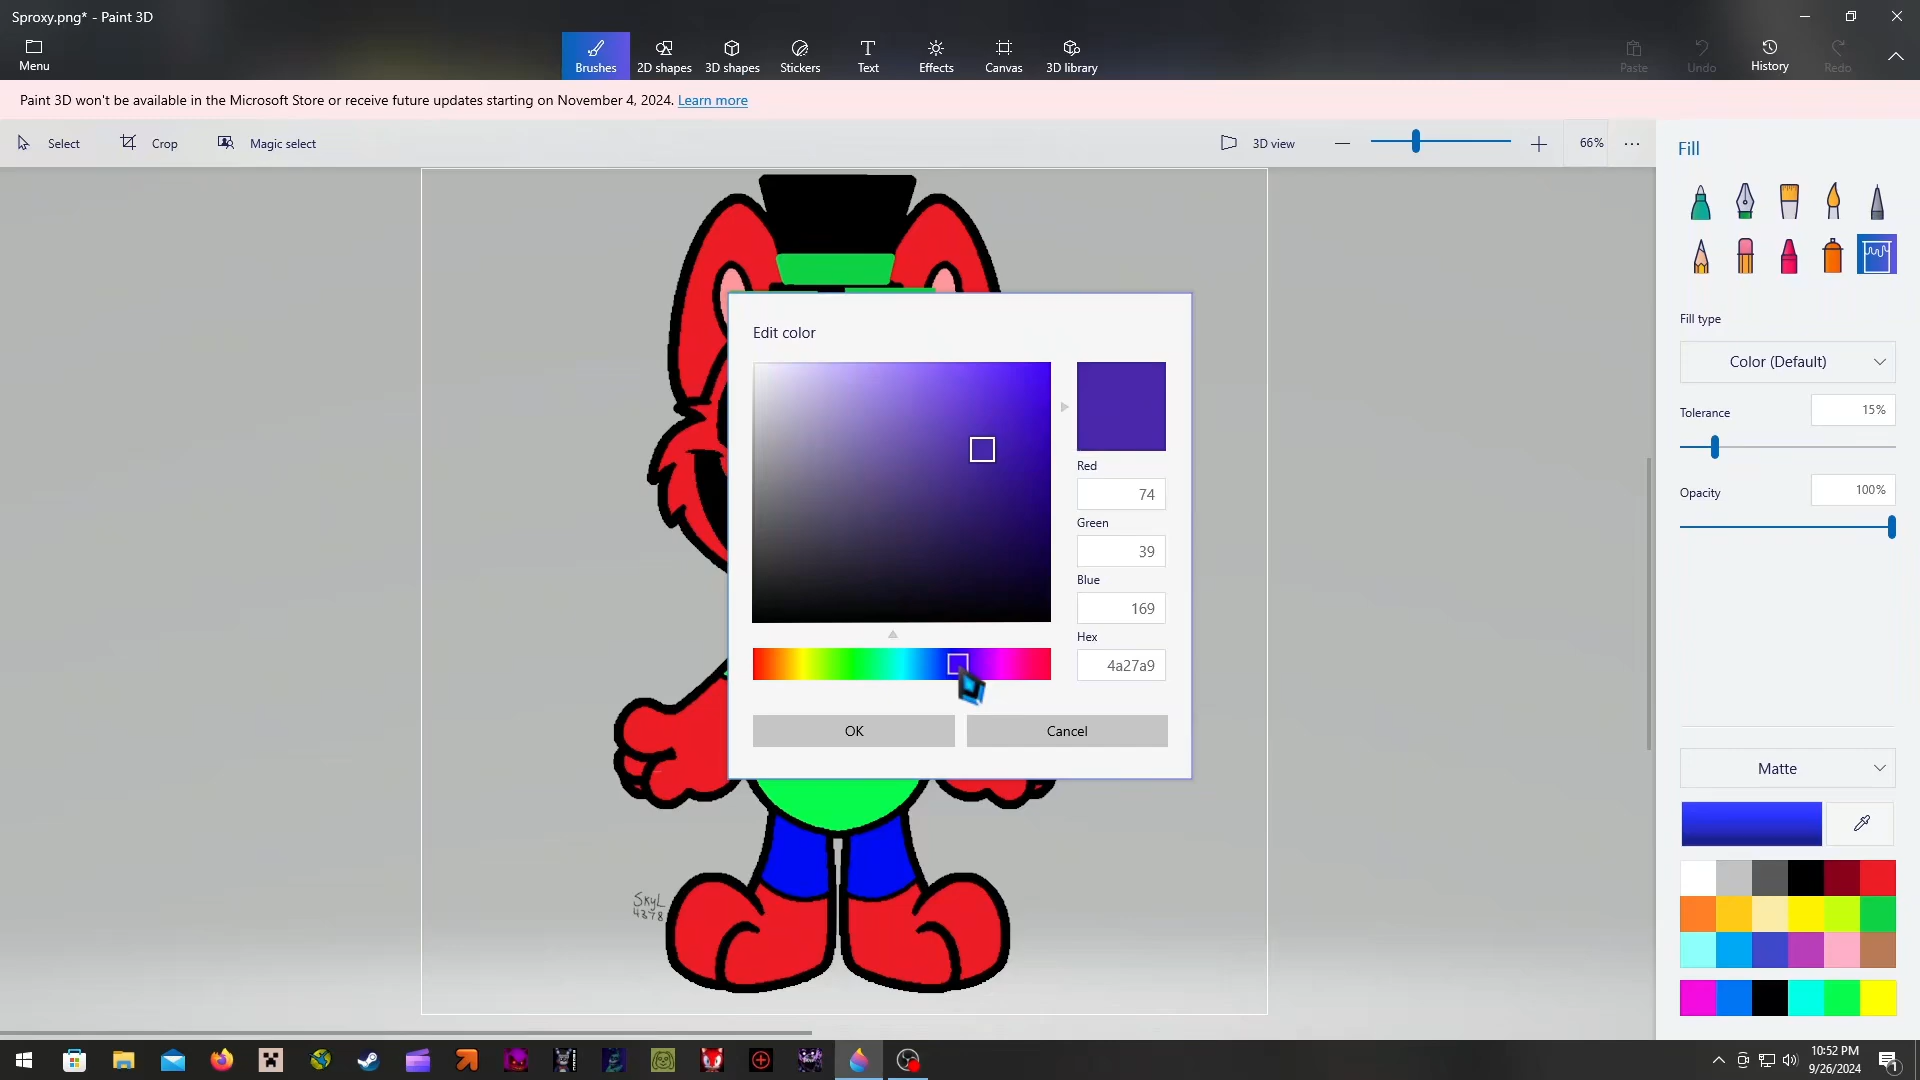 Sproxy.png* - Paint 3D
Menu
Brushes
2D shapes
3D shapes
Stickers
Text
Effects
Canvas
3D library
Paste
Undo
History
Redo
Paint 3D won't be available in the Microsoft Store or receive future updates starting on November 4, 2024. Learn more
Select
Crop
Magic select
3D view
66%
Fill
Fill type
Color (Default)
Tolerance
15%
Opacity
100%
Matte
Edit color
Red
74
Green
39
Blue
169
Hex
4a27a9
OK
Cancel
SkyL
4378
10:52 PM
9/26/2024
1